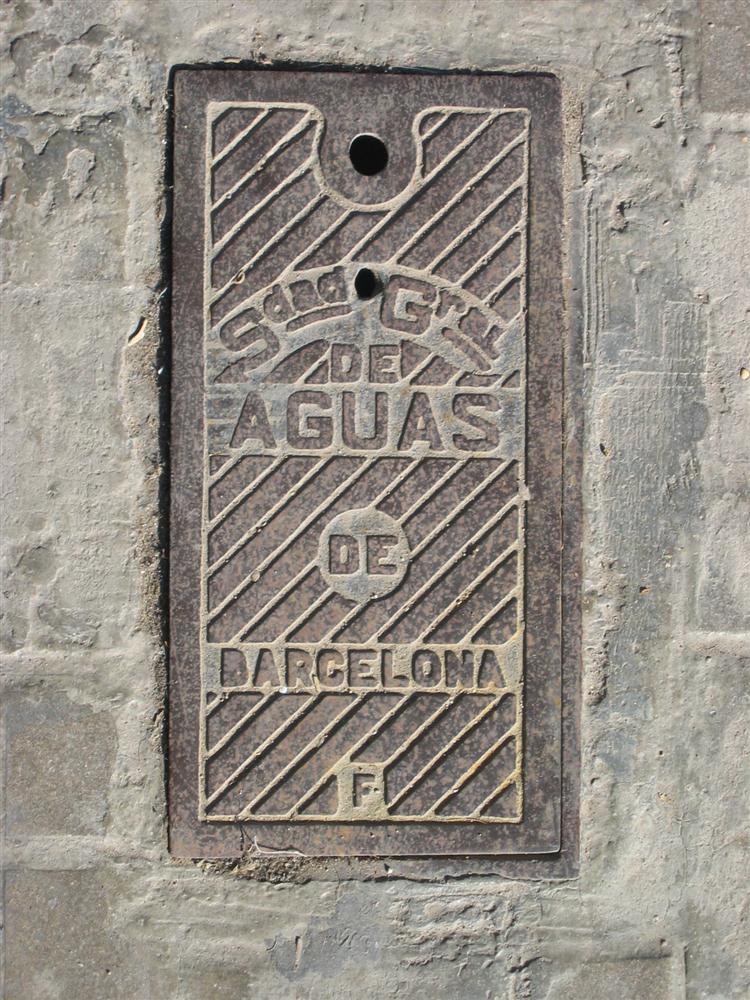 Sdad Gral
DE
AGUAS
DE
BARCELONA
F